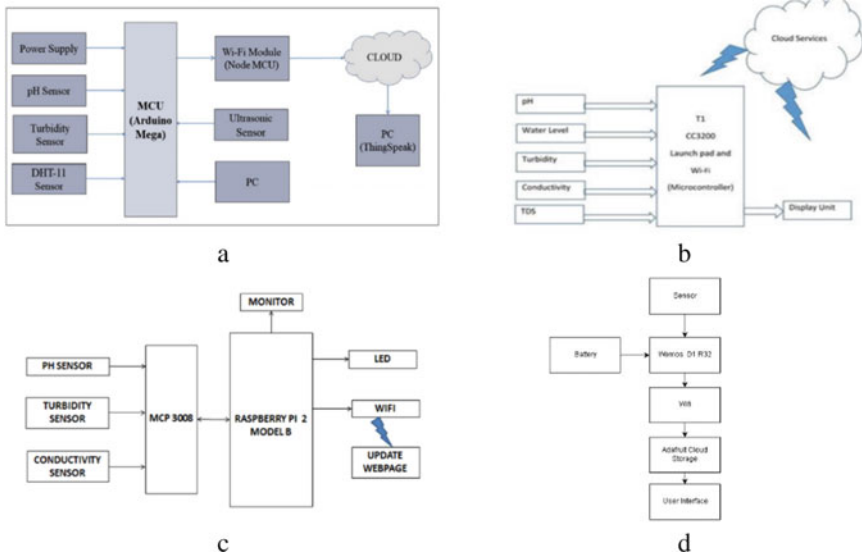 Power Supply
pH Sensor
Turbidity
Sensor
DHT-11
Sensor
MCU
(Arduino
Mega)
Wi-Fi Module
(Node MCU)
Ultrasonic
Sensor
PC
CLOUD
PC
(ThingSpeak)
a
Cloud Services
pH
Water Level
Turbidity
Conductivity
TDS
T1
CC3200
Launch pad and
Wi-Fi
(Microcontroller)
Display Unit
b
MONITOR
PH SENSOR
TURBIDITY
SENSOR
CONDUCTIVITY
SENSOR
MCP 3008
RASPBERRY PI 2
MODEL B
LED
WIFI
UPDATE
WEBPAGE
c
Sensor
Battery
Wemos D1 R32
Wifi
Adafruit Cloud
Storage
User Interface
d